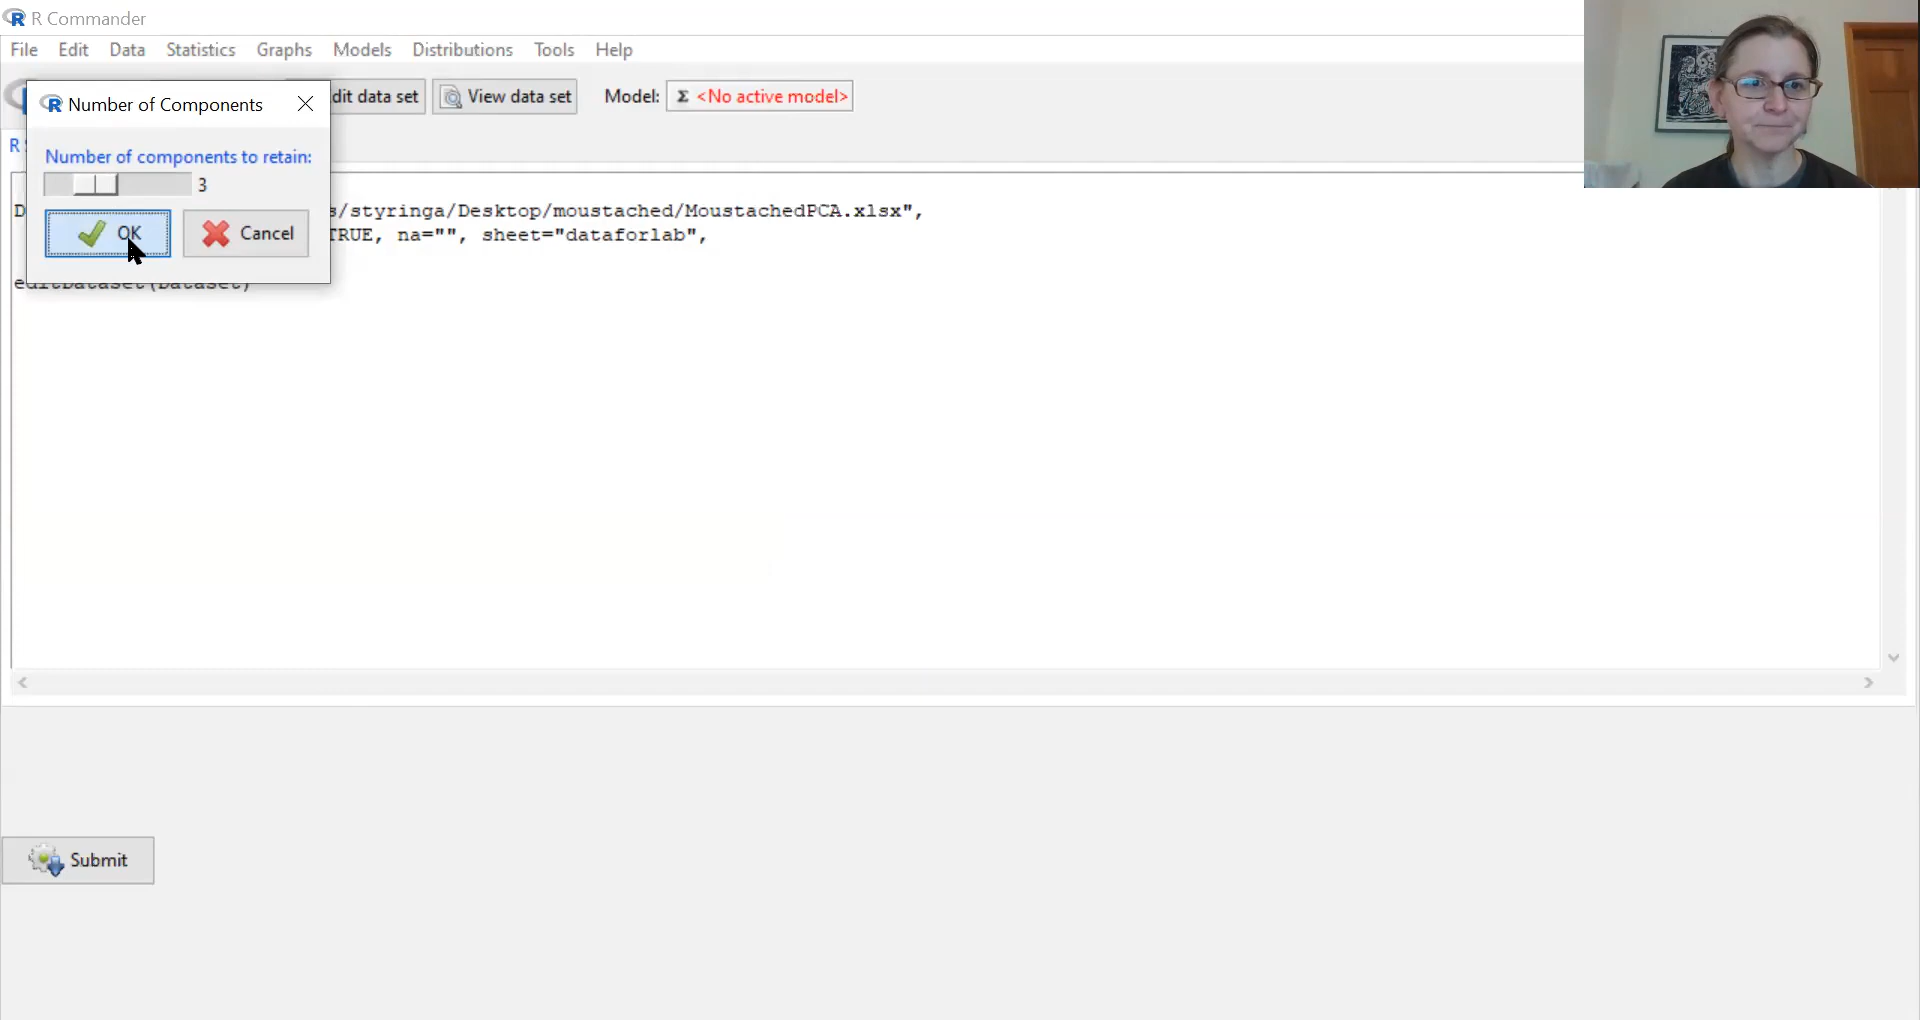 R Commander
File Edit Data Statistics Graphs Models Distributions Tools Help
Number of Components
dit data set View data set Model: Σ <No active model>
Number of components to retain:
3
OK Cancel
s/styringa/Desktop/moustached/MoustachedPCA.xlsx",
TRUE, na="", sheet="dataforlab",
editDataset(Dataset)
Submit